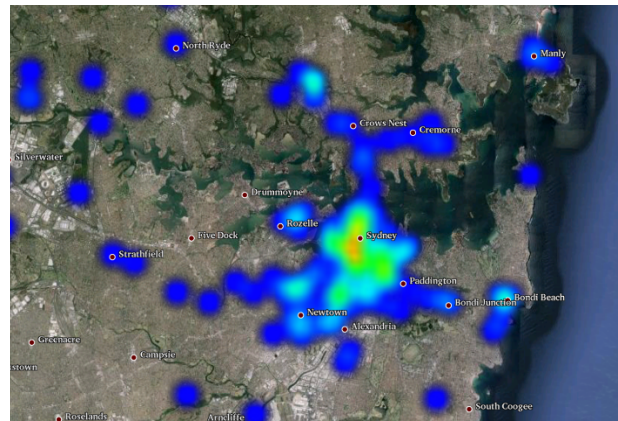 North Ryde
Manly
Crows Nest
Cremorne
Silverwater
Drummoyne
Rozelle
Five Dock
Sydney
Strathfield
Paddington
Bondi Beach
Bondi Junction
Newtown
Alexandria
Greenacre
Campsie
stown
South Coogee
Roselands
Arncliffe